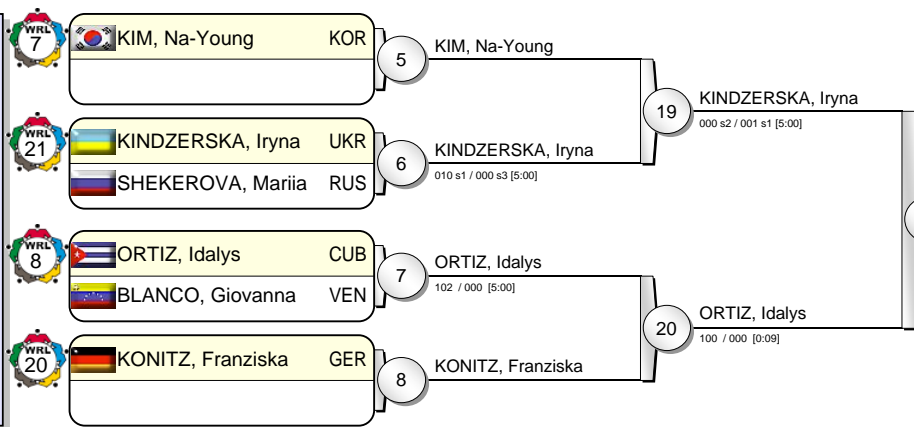 WRL
7
KIM, Na-Young KOR
5
KIM, Na-Young
WRL
21
KINDZERSKA, Iryna UKR
SHEKEROVA, Mariia RUS
6
KINDZERSKA, Iryna
010 s1 / 000 s3 [5:00]
19
KINDZERSKA, Iryna
000 s2 / 001 s1 [5:00]
WRL
8
ORTIZ, Idalys CUB
BLANCO, Giovanna VEN
7
ORTIZ, Idalys
102 / 000 [5:00]
WRL
20
KONITZ, Franziska GER
8
KONITZ, Franziska
20
ORTIZ, Idalys
100 / 000 [0:09]